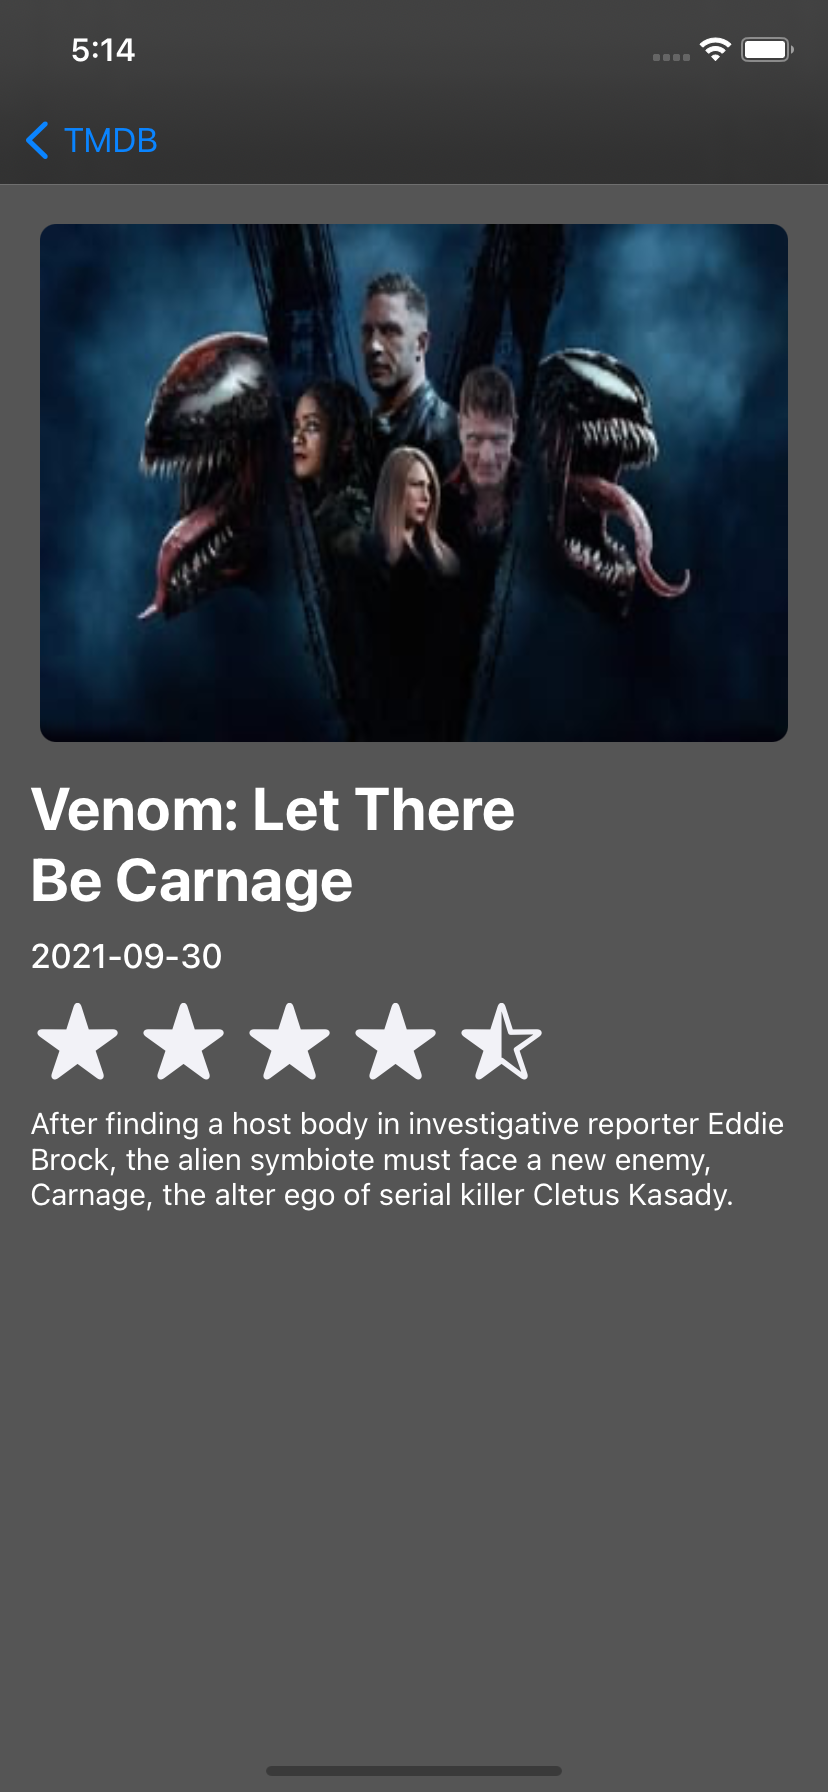 5:14
TMDB
Venom: Let There
Be Carnage
2021-09-30
After finding a host body in investigative reporter Eddie
Brock, the alien symbiote must face a new enemy,
Carnage, the alter ego of serial killer Cletus Kasady.